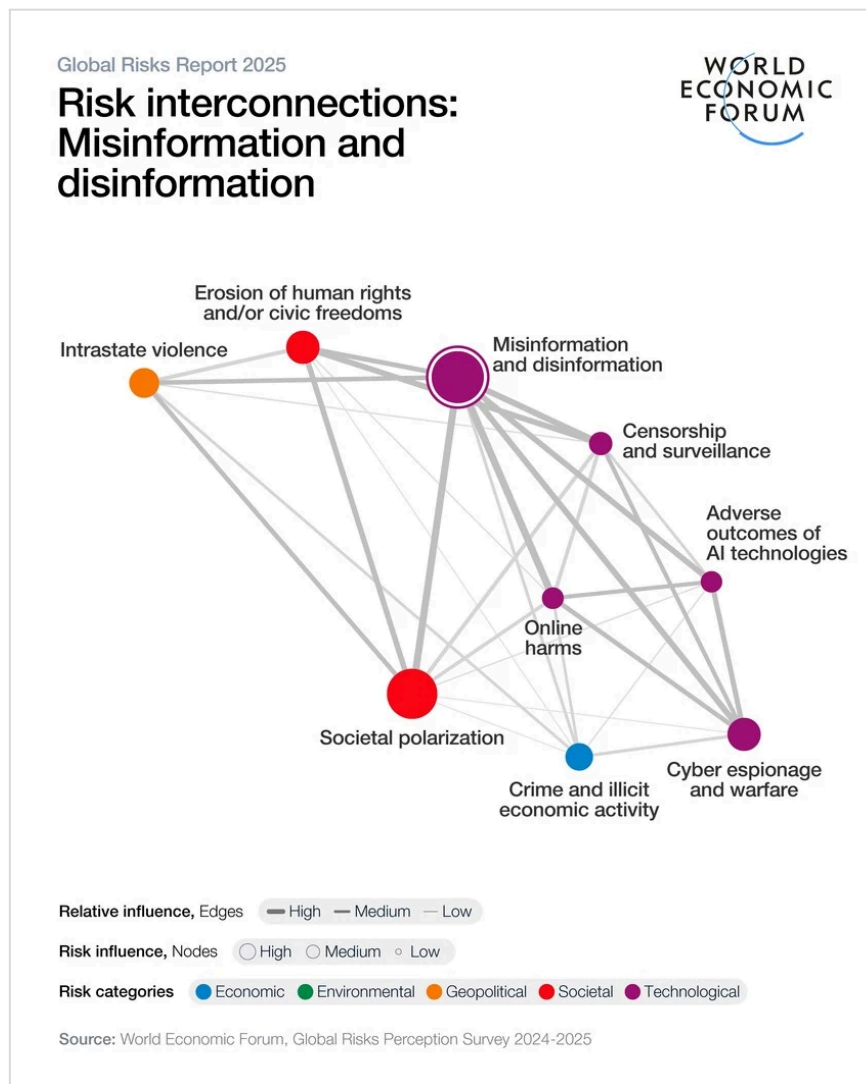 Global Risks Report 2025
Risk interconnections:
Misinformation and
disinformation
WORLD
ECONOMIC
FORUM
Erosion of human rights
and/or civic freedoms
Intrastate violence
Misinformation
and disinformation
Censorship
and surveillance
Adverse
outcomes of
AI technologies
Online
harms
Societal polarization
Crime and illicit
economic activity
Cyber espionage
and warfare
Relative influence, Edges High Medium Low
Risk influence, Nodes High Medium Low
Risk categories Economic Environmental Geopolitical Societal Technological
Source: World Economic Forum, Global Risks Perception Survey 2024-2025